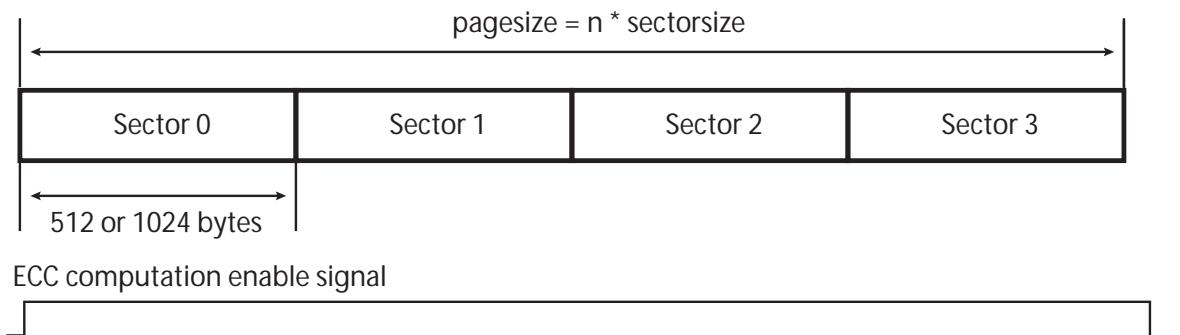 pagesize = n * sectorsize
Sector 0 Sector 1 Sector 2 Sector 3
512 or 1024 bytes
ECC computation enable signal